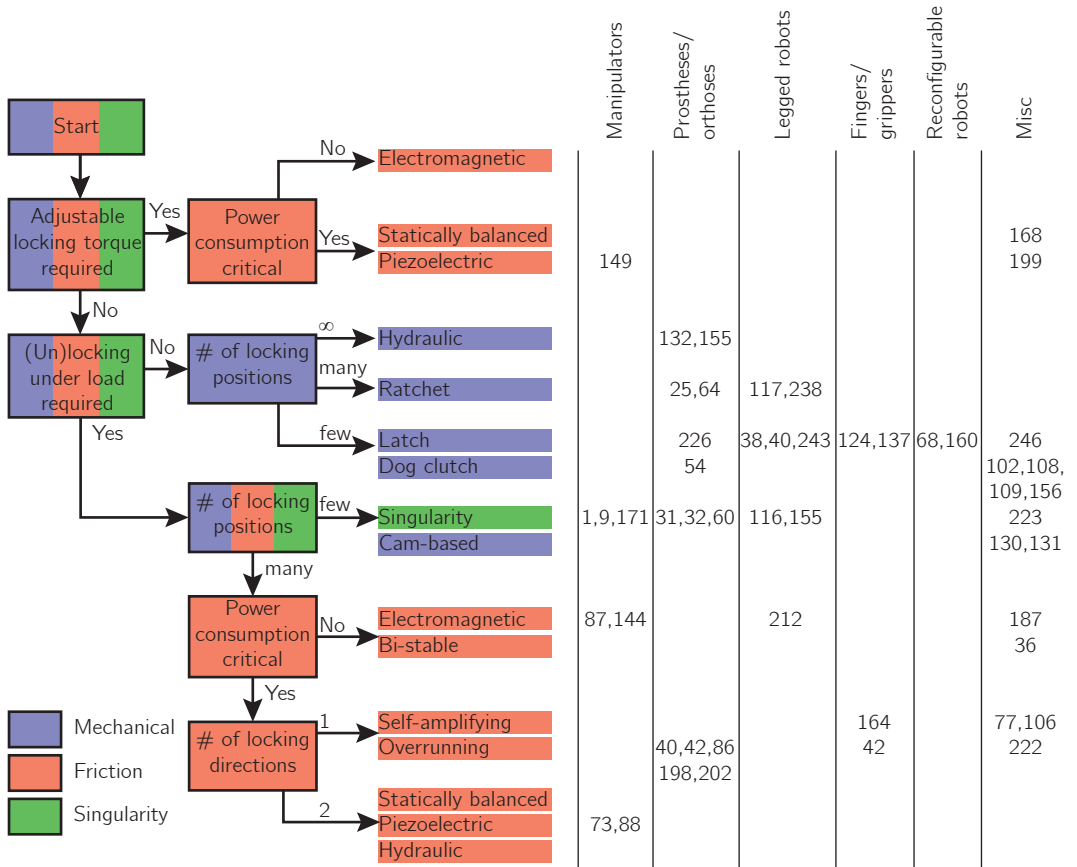 Manipulators
Prostheses/
orthoses
Legged robots
Fingers/
grippers
Reconfigurable
robots
Misc
Start
No
Electromagnetic
Adjustable
locking torque
required
Yes
Power
consumption
critical
Yes
Statically balanced
168
Piezoelectric
149
199
No
(Un)locking
under load
required
No
# of locking
positions
∞
Hydraulic
132,155
many
Ratchet
25,64
117,238
few
Latch
226
38,40,243
124,137
68,160
246
Dog clutch
54
102,108,
109,156
Yes
# of locking
positions
few
Singularity
1,9,171
31,32,60
116,155
223
Cam-based
130,131
many
Power
consumption
critical
No
Electromagnetic
87,144
212
187
Bi-stable
36
Yes
# of locking
directions
1
Self-amplifying
164
77,106
Overrunning
40,42,86
42
222
198,202
2
Statically balanced
Piezoelectric
73,88
Hydraulic
Mechanical
Friction
Singularity